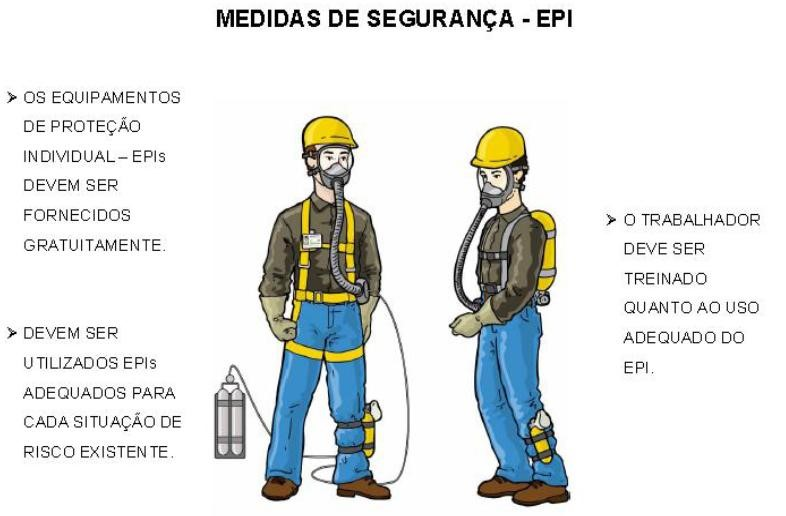 MEDIDAS DE SEGURANÇA - EPI
➢ OS EQUIPAMENTOS
DE PROTEÇÃO
INDIVIDUAL – EPIs
DEVEM SER
FORNECIDOS
GRATUITAMENTE.
➢ DEVEM SER
UTILIZADOS EPIs
ADEQUADOS PARA
CADA SITUAÇÃO DE
RISCO EXISTENTE.
➢ O TRABALHADOR
DEVE SER
TREINADO
QUANTO AO USO
ADEQUADO DO
EPI.